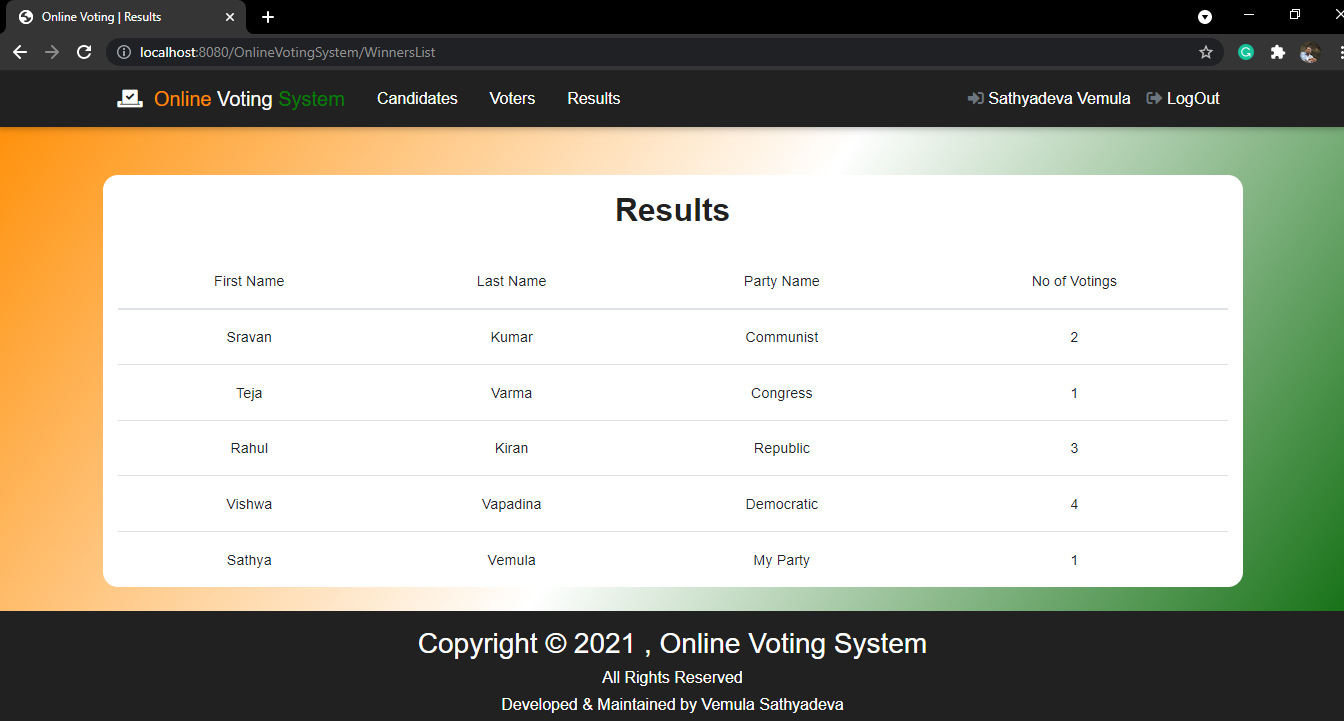 Online Voting | Results
localhost:8080/OnlineVotingSystem/WinnersList
Online Voting System Candidates Voters Results Sathyadeva Vemula LogOut
Results
First Name Last Name Party Name No of Votings
Sravan Kumar Communist 2
Teja Varma Congress 1
Rahul Kiran Republic 3
Vishwa Vapadina Democratic 4
Sathya Vemula My Party 1
Copyright © 2021 , Online Voting System
All Rights Reserved
Developed & Maintained by Vemula Sathyadeva